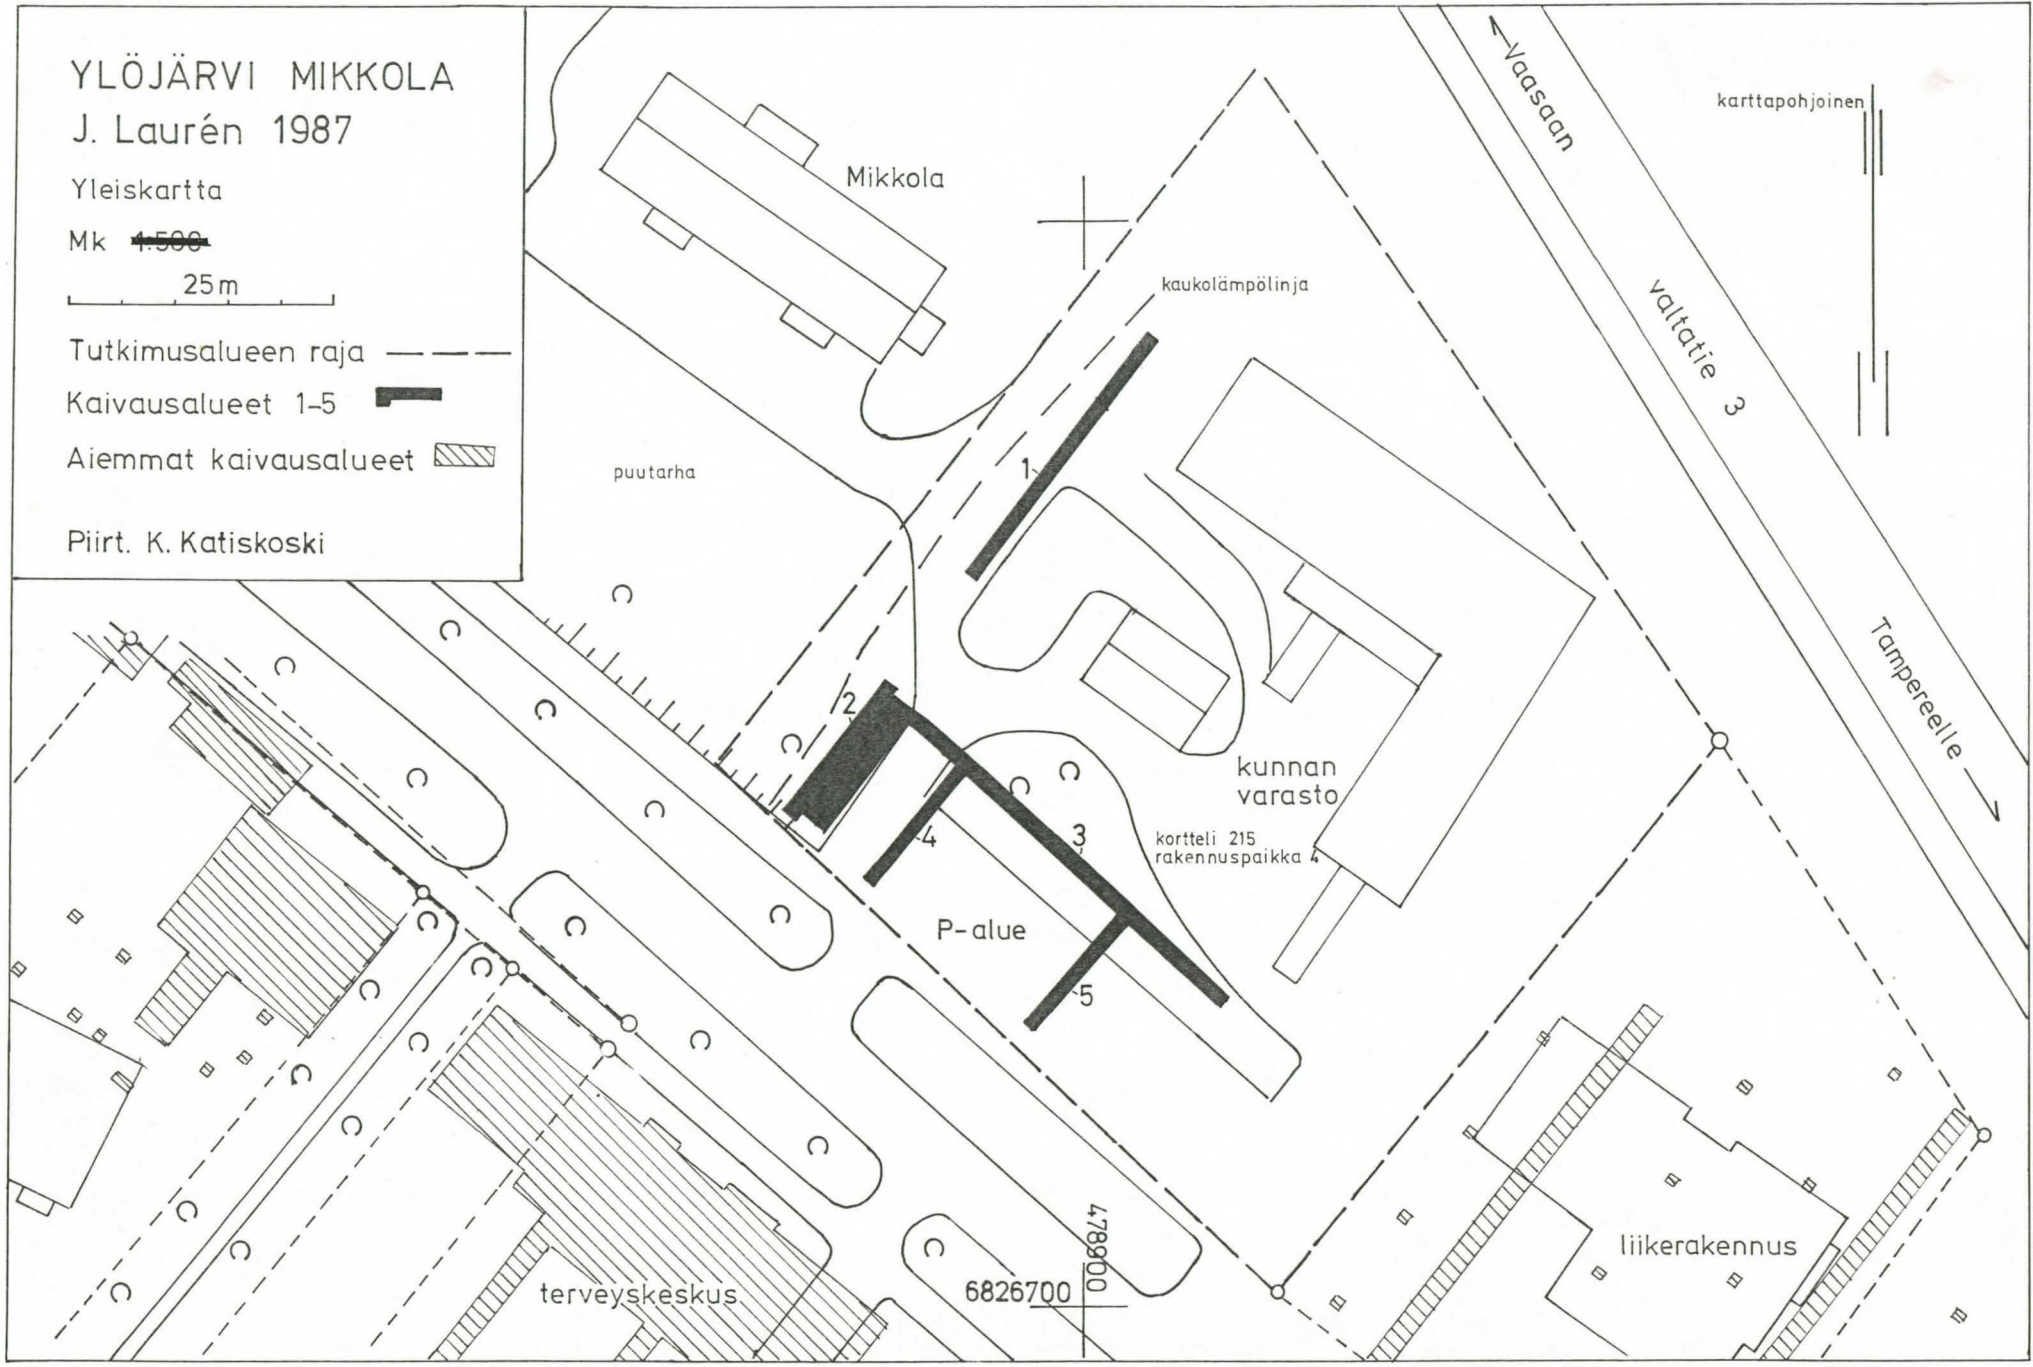 YLÖJÄRVI MIKKOLA
J. Laurén 1987
Yleiskartta
Mk 1:500
25m
Tutkimusalueen raja
Kaivausalueet 1-5
Aiemmat kaivausalueet
Piirt. K. Katiskoski
Vaasaan
karttapohjoinen
Mikkola
kaukolämpölinja
valtatie 3
puutarha
1
Tampereelle
2
kunnan
varasto
3
4
kortteli 215
rakennuspaikka 4
P-alue
5
478900
6826700
terveyskeskus
liikerakennus